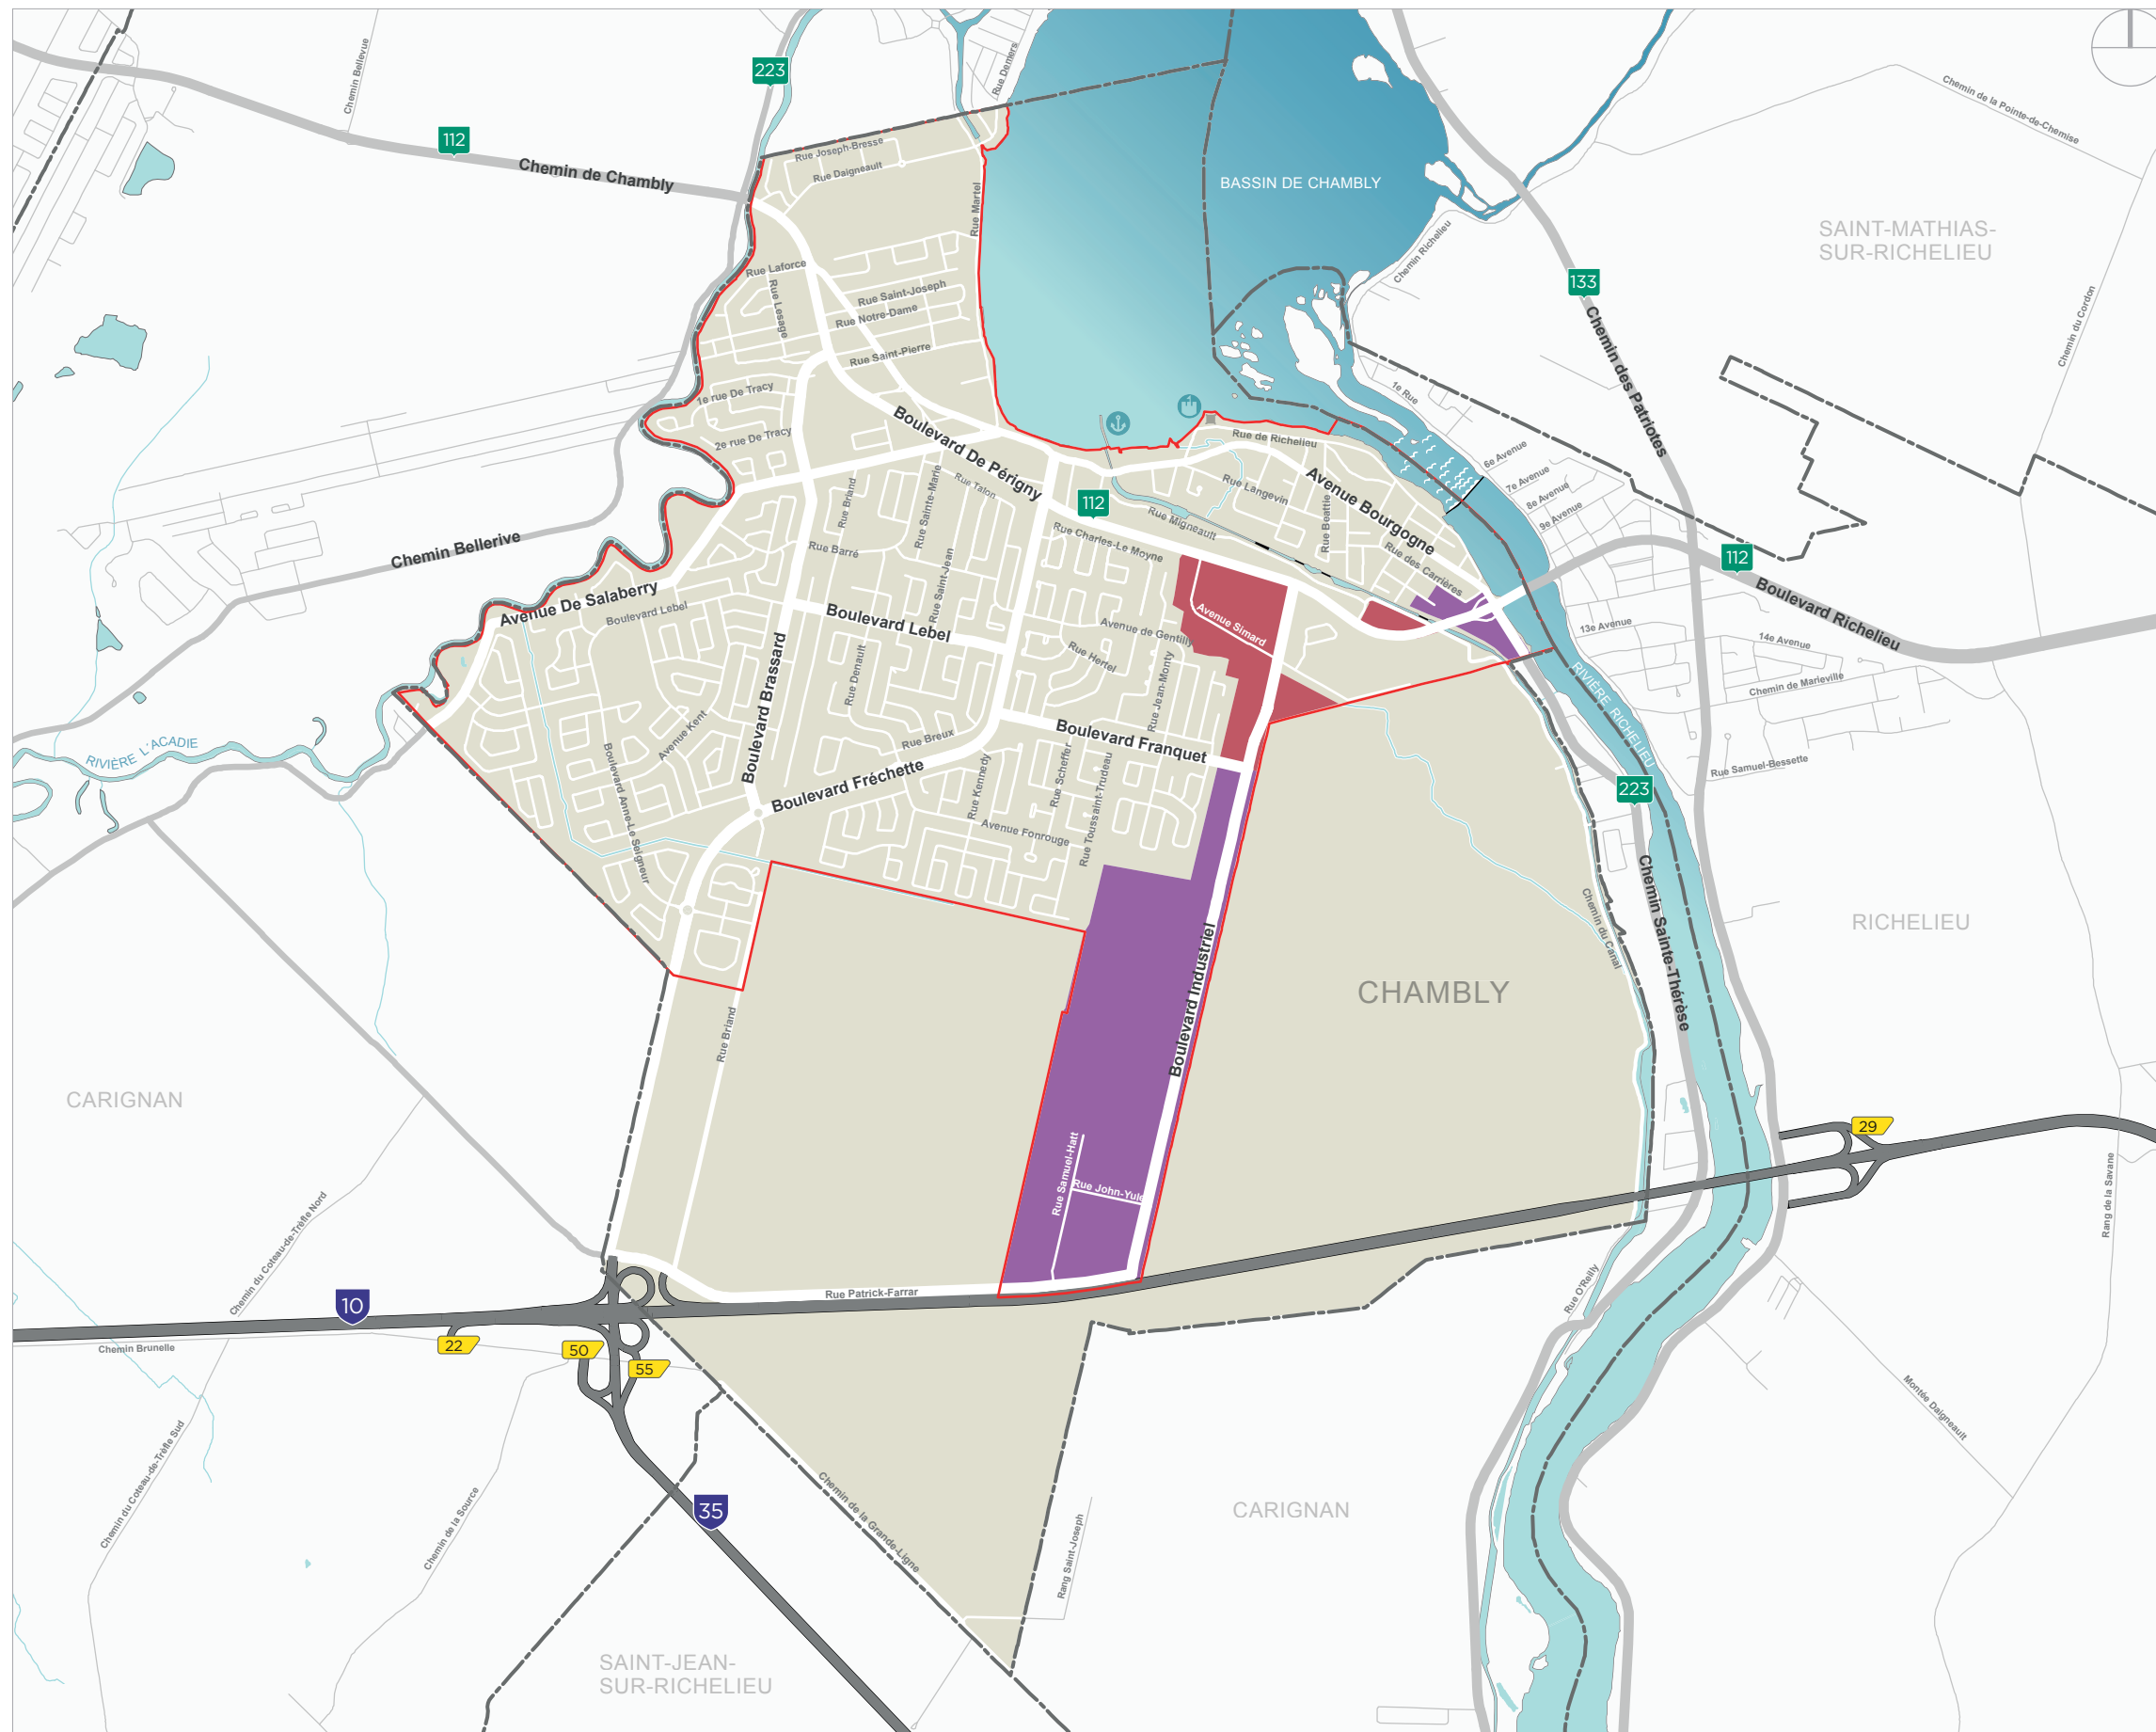 Chemin Bellevue
223
Rue Demers
112
Chemin de Chambly
Rue Joseph-Bresse
Rue Daigneault
Rue Martel
BASSIN DE CHAMBLY
Chemin de la Pointe-de-Chemise
SAINT-MATHIAS-
SUR-RICHELIEU
Chemin Richelieu
133
Chemin des Patriotes
Chemin du Cordon
Rue Laforce
Rue Lesage
Rue Saint-Joseph
Rue Notre-Dame
Rue Saint-Pierre
1e rue De Tracy
2e rue De Tracy
Boulevard De Périgny
Rue de Richelieu
1e Rue
6e Avenue
7e Avenue
8e Avenue
9e Avenue
Avenue Bourgogne
Rue Langevin
Rue Beattie
Rue Migneault
Rue des Carrières
112
Rue Talon
Rue Sainte-Marie
Rue Briand
Rue Barré
Rue Saint-Jean
Rue Charles-Le Moyne
Chemin Bellerive
Avenue De Salaberry
Boulevard Lebel
Boulevard Lebel
Avenue Simard
Avenue de Gentilly
Rue Hertel
Rue Jean-Monty
112
Boulevard Richelieu
13e Avenue
14e Avenue
Chemin de Marieville
Rue Samuel-Bessette
RIVIÈRE RICHELIEU
223
RIVIÈRE L'ACADIE
Boulevard Brassard
Rue Denault
Avenue Kent
Boulevard Anne-Le Seigneur
Rue Breux
Boulevard Fréchette
Boulevard Franquet
Rue Kennedy
Rue Scheffer
Rue Toussaint-Trudeau
Avenue Fonrouge
Chemin Sainte-Thérèse
Chemin du Canal
RICHELIEU
CHAMBLY
Boulevard Industriel
Rue Briand
CARIGNAN
Rue Samuel-Hatt
Rue John-Yule
29
Rang de la Savane
Chemin du Coteau-de-Trèfle Nord
10
Rue Patrick-Farrar
Rue O'Reilly
Chemin Brunelle
22
50
55
Chemin du Coteau-de-Trèfle Sud
Chemin de la Source
35
Chemin de la Grande-Ligne
Rang Saint-Joseph
CARIGNAN
Montée Daigneault
SAINT-JEAN-
SUR-RICHELIEU